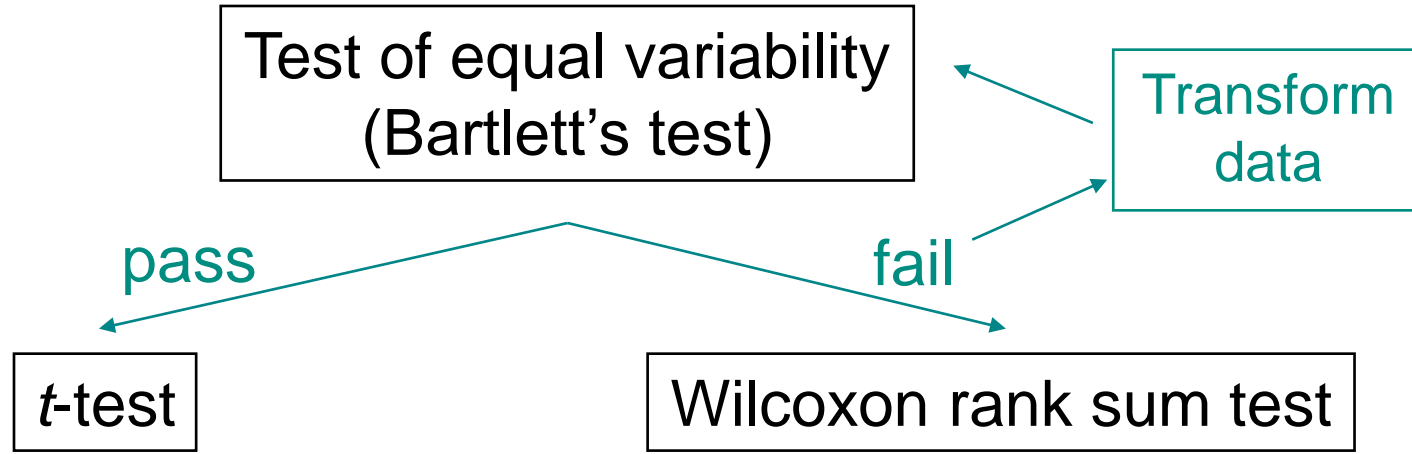 Test of equal variability
(Bartlett’s test)
Transform
data
pass
fail
t-test
Wilcoxon rank sum test